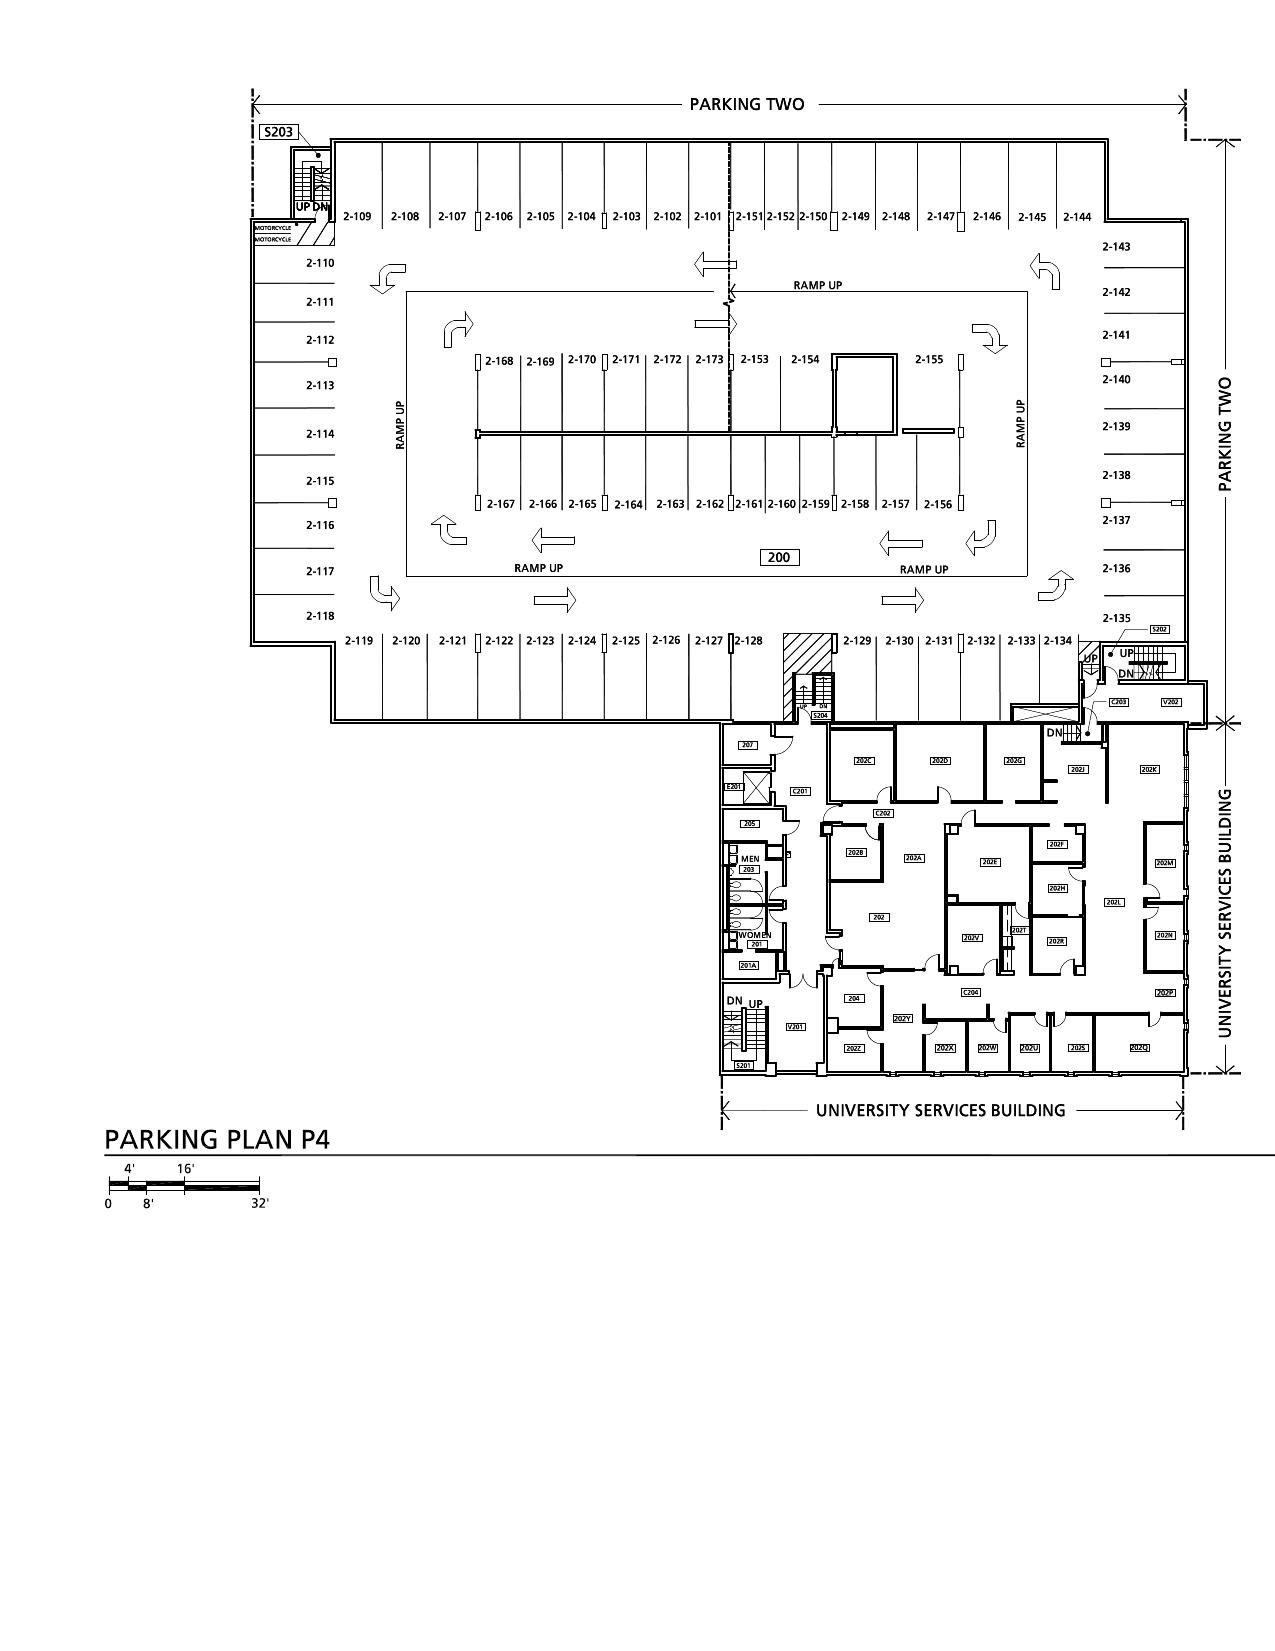 PARKING TWO
S203
UP DN
2-109 2-108 2-107 2-106 2-105 2-104 2-103 2-102 2-101 2-151 2-152 2-150 2-149 2-148 2-147 2-146 2-145 2-144
MOTORCYCLE
MOTORCYCLE
2-110
2-111
2-112
2-113
2-114
2-115
2-116
2-117
2-118
2-143
2-142
2-141
2-140
2-139
2-138
2-137
2-136
2-135
RAMP UP
2-168 2-169 2-170 2-171 2-172 2-173 2-153 2-154 2-155
RAMP UP
RAMP UP
PARKING TWO
2-167 2-166 2-165 2-164 2-163 2-162 2-161 2-160 2-159 2-158 2-157 2-156
200
RAMP UP
RAMP UP
2-119 2-120 2-121 2-122 2-123 2-124 2-125 2-126 2-127 2-128 2-129 2-130 2-131 2-132 2-133 2-134
S202
UP
UP
DN
C203
V202
UP DN
S204
DN
207
202C
202D
202G
202J
202K
E201
C201
C202
205
MEN
203
202B
202A
202E
202F
202M
202H
202L
202
WOMEN
201
202V
202T
202R
202N
201A
204
C204
202P
DN UP
V201
202Y
S201
202Z
202X
202W
202U
202S
202Q
UNIVERSITY SERVICES BUILDING
UNIVERSITY SERVICES BUILDING
PARKING PLAN P4
4' 16'
0 8' 32'